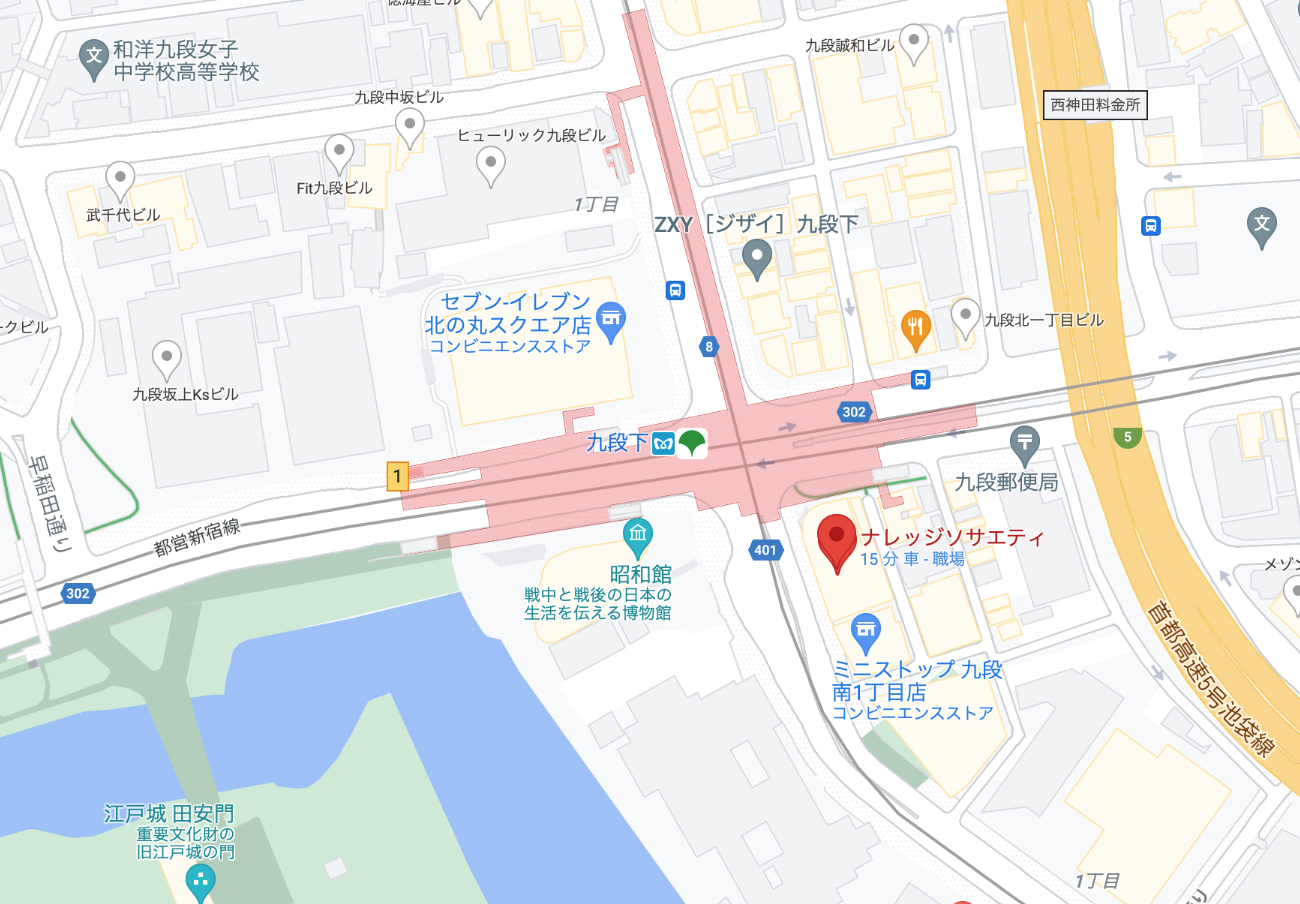 和洋九段女子
中学校高等学校
九段誠和ビル
九段中坂ビル
西神田料金所
ヒューリック九段ビル
Fit九段ビル
武千代ビル
1丁目
ZXY［ジザイ］九段下
セブン-イレブン
北の丸スクエア店
コンビニエンスストア
九段北一丁目ビル
8
九段坂上Ksビル
302
5
九段下
1
早稲田通り
九段郵便局
都営新宿線
401
ナレッジソサエティ
15 分 車 - 職場
昭和館
戦中と戦後の日本の
生活を伝える博物館
302
首都高速5号池袋線
ミニストップ 九段
南1丁目店
コンビニエンスストア
江戸城 田安門
重要文化財の
旧江戸城の門
1丁目